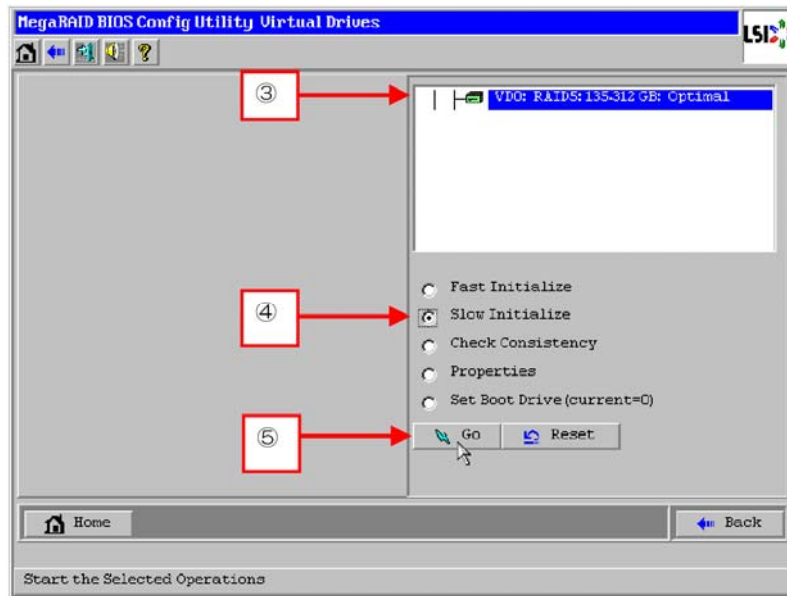 MegaRAID BIOS Config Utility Virtual Drives
LSI
③
VD0: RAID5: 135.312 GB: Optimal
Fast Initialize
④
Slow Initialize
Check Consistency
Properties
Set Boot Drive (current=0)
⑤
Go
Reset
Home
Back
Start the Selected Operations